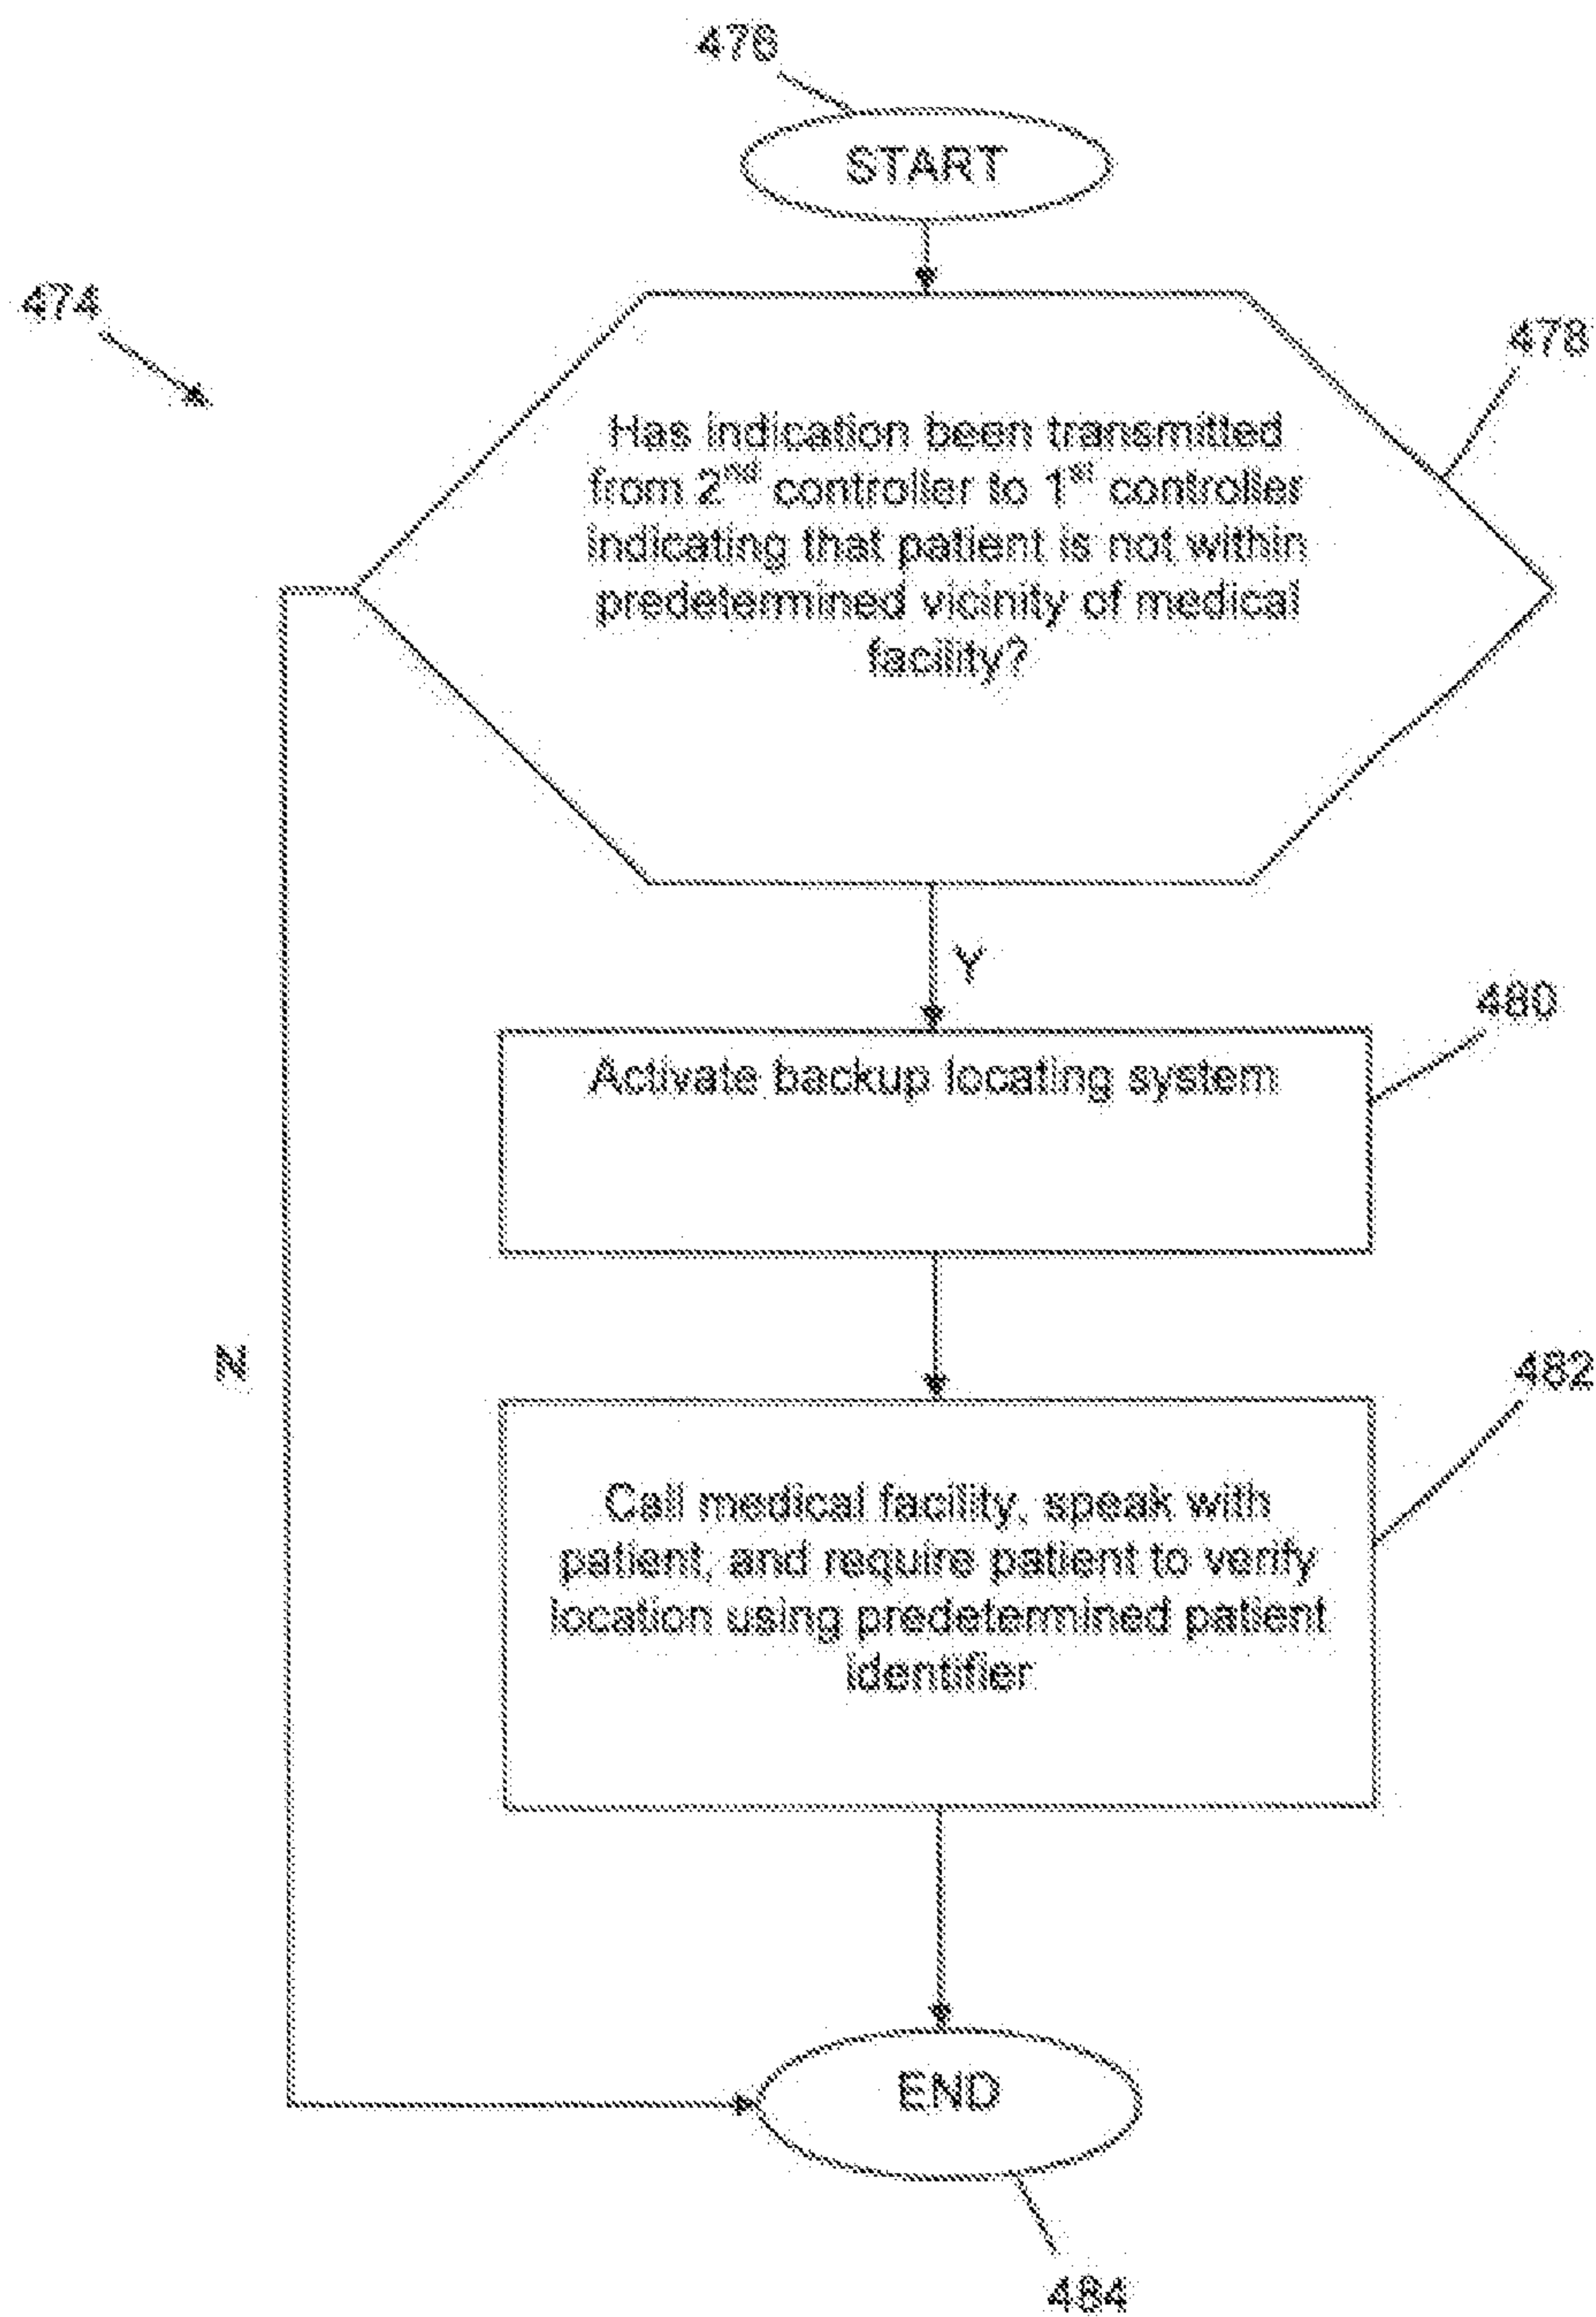 476
START
474
478
Has indication been transmitted
from 2nd controller to 1st controller
indicating that patient is not within
predetermined vicinity of medical
facility?
Y
480
Activate backup locating system
N
482
Call medical facility, speak with
patient, and require patient to verify
location using predetermined patient
identifier
END
484